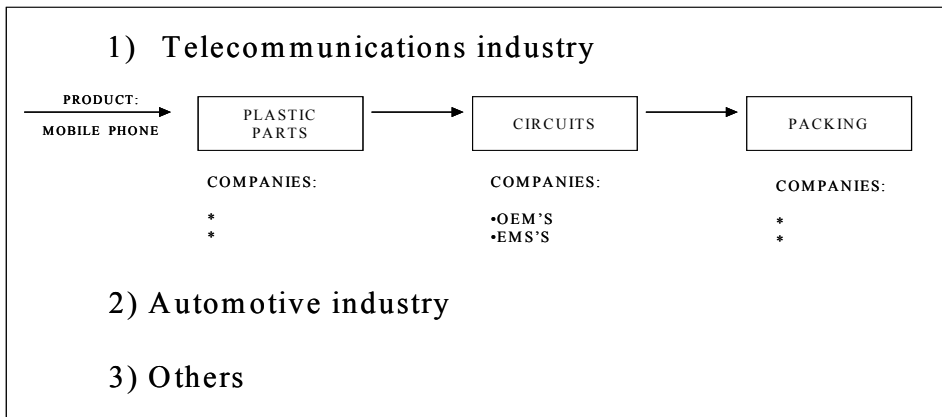 1) Telecommunications industry
PRODUCT:
MOBILE PHONE
PLASTIC
PARTS
CIRCUITS
PACKING
COMPANIES:
*
*
COMPANIES:
•OEM'S
•EMS'S
COMPANIES:
*
*
2) Automotive industry
3) Others